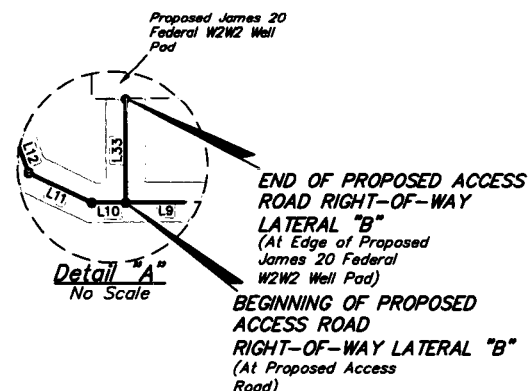 Proposed James 20
Federal W2W2 Well
Pad
L33
L12
L11
L10
L9
END OF PROPOSED ACCESS
ROAD RIGHT-OF-WAY
LATERAL "B"
(At Edge of Proposed
James 20 Federal
W2W2 Well Pad)
Detail "A"
No Scale
BEGINNING OF PROPOSED
ACCESS ROAD
RIGHT-OF-WAY LATERAL "B"
(At Proposed Access
Road)